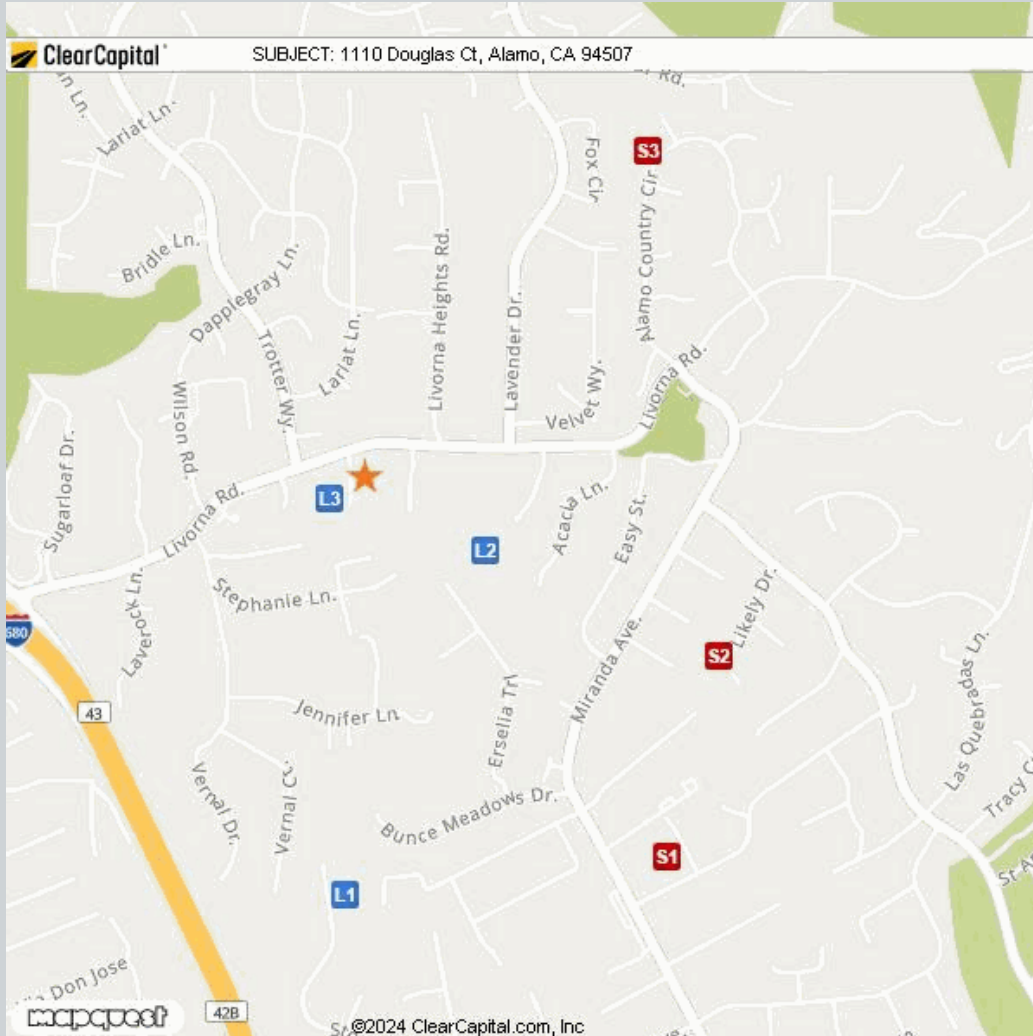 ClearCapital
SUBJECT: 1110 Douglas Ct, Alamo, CA 94507
Rd.
Ln.
Lariat Ln.
Fox Cir
S3
Alamo Country Cir
Bridle Ln.
Dapplegray Ln.
Livorna Heights Rd.
Lavender Dr.
Trotter Wy.
Lariat Ln.
Livorna Rd.
Velvet Wy.
Wilson Rd.
Sugarloaf Dr.
Livorna Rd.
L3
L2
Acacia Ln.
Easy St.
Stephanie Ln.
Laverock Ln.
680
Likely Dr.
S2
Miranda Ave.
Las Quebradas Ln.
Erselia Trl
43
Jennifer Ln
Vernal Dr.
Vernal Ct.
Bunce Meadows Dr.
Tracy C
S1
St A
L1
Don Jose
mapquest
42B
©2024 ClearCapital.com, Inc